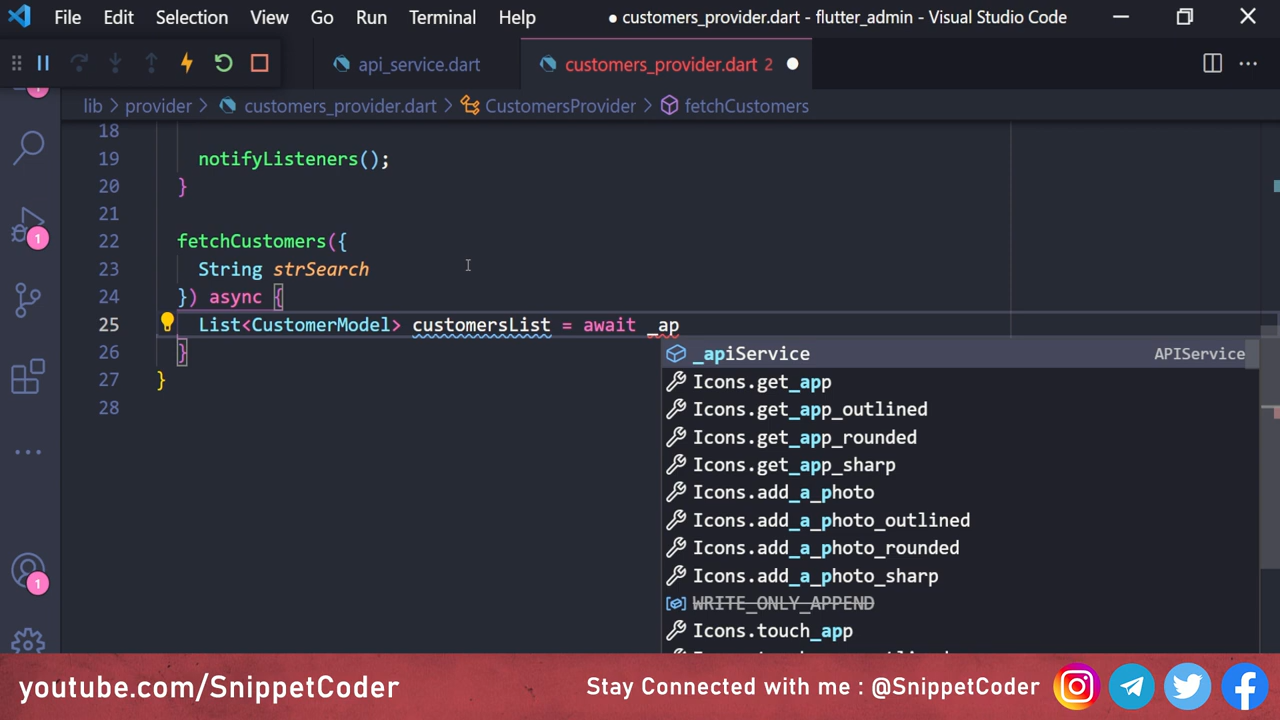 File Edit Selection View Go Run Terminal Help ● customers_provider.dart - flutter_admin - Visual Studio Code
api_service.dart customers_provider.dart 2
lib > provider > customers_provider.dart > CustomersProvider > fetchCustomers
18
19 notifyListeners();
20 }
21
22 fetchCustomers({
23 String strSearch
24 }) async {
25 List<CustomerModel> customersList = await _ap
26 }
27 }
28
_apiService APIService
Icons.get_app
Icons.get_app_outlined
Icons.get_app_rounded
Icons.get_app_sharp
Icons.add_a_photo
Icons.add_a_photo_outlined
Icons.add_a_photo_rounded
Icons.add_a_photo_sharp
WRITE_ONLY_APPEND
Icons.touch_app
1
1
youtube.com/SnippetCoder Stay Connected with me : @SnippetCoder